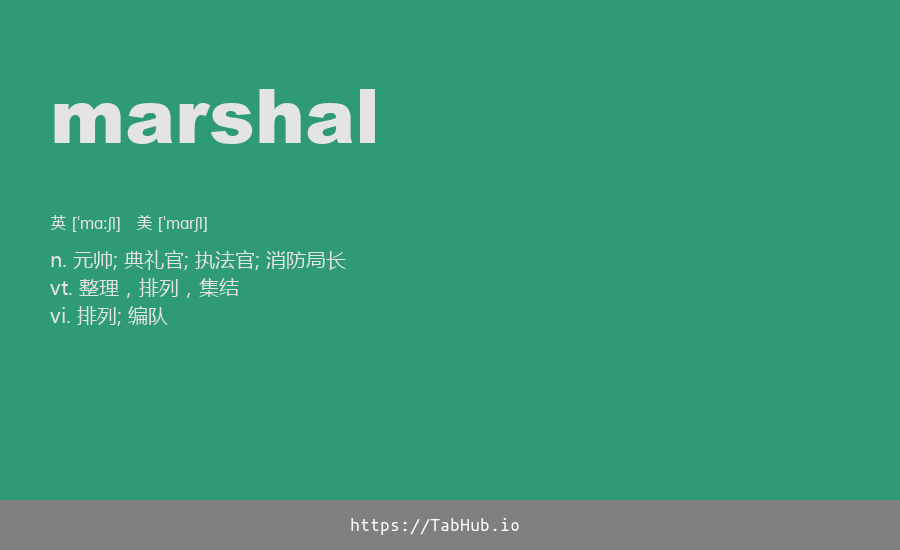 marshal
英 [ˈmɑːʃl] 美 [ˈmɑrʃl]
n. 元帅; 典礼官; 执法官; 消防局长
vt. 整理，排列，集结
vi. 排列; 编队
https://TabHub.io